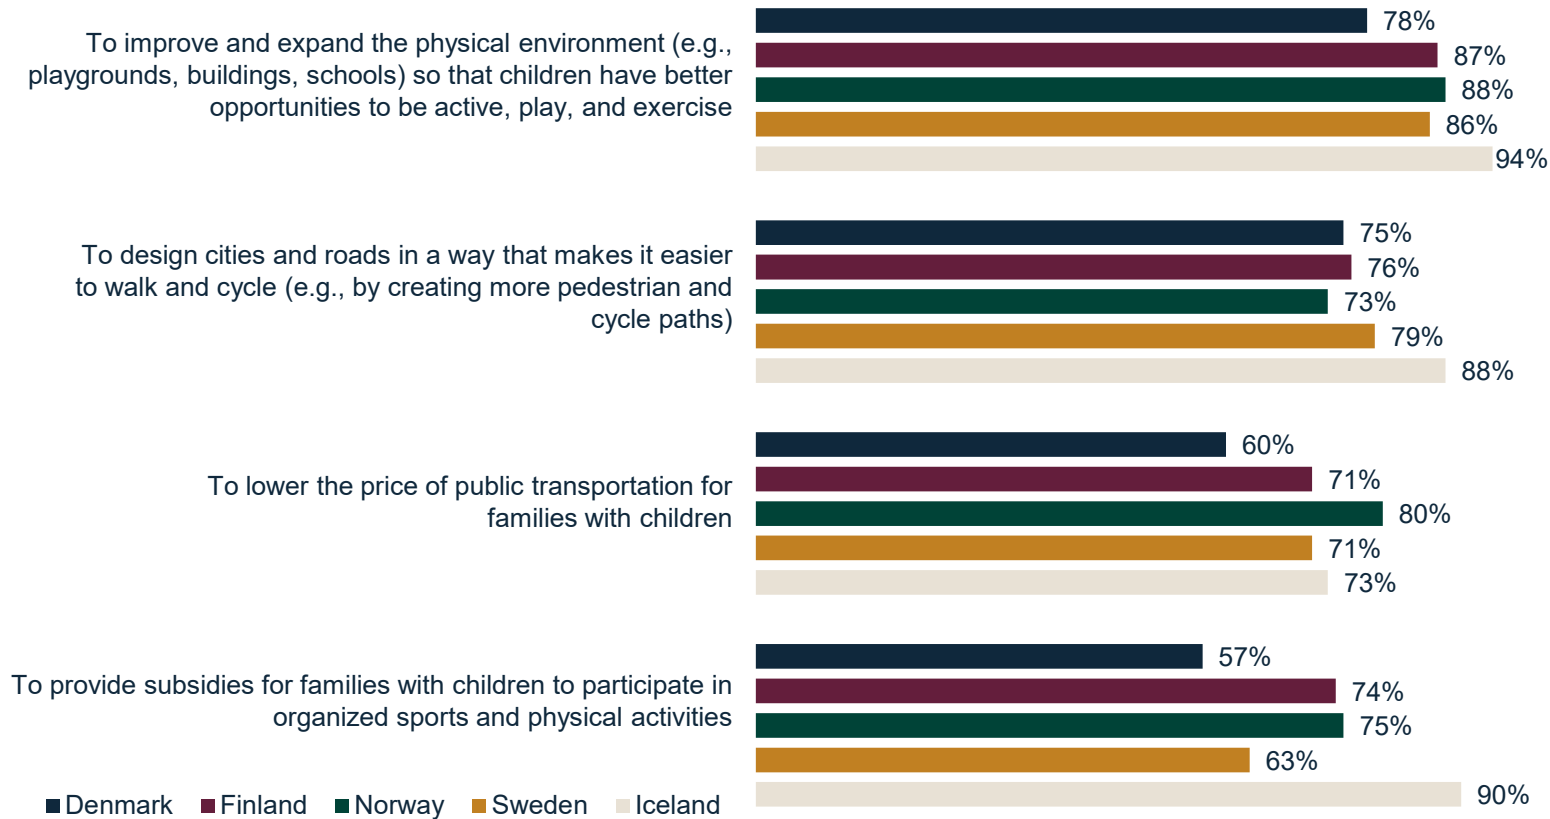 To improve and expand the physical environment (e.g.,
playgrounds, buildings, schools) so that children have better
opportunities to be active, play, and exercise
78%
87%
88%
86%
94%
To design cities and roads in a way that makes it easier
to walk and cycle (e.g., by creating more pedestrian and
cycle paths)
75%
76%
73%
79%
88%
To lower the price of public transportation for
families with children
60%
71%
80%
71%
73%
To provide subsidies for families with children to participate in
organized sports and physical activities
57%
74%
75%
63%
90%
Denmark Finland Norway Sweden Iceland